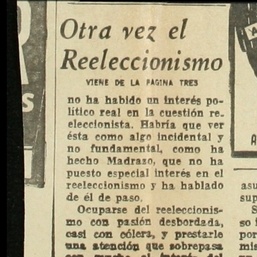 Otra vez el
Reeleccionismo
VIENE DE LA PAGINA TRES
no ha habido un interés po-
lítico real en la cuestión re-
eleccionista. Habría que ver
ésta como algo incidental y
no fundamental, como ha
hecho Madrazo, que no ha
puesto especial interés en el
reeleccionismo y ha hablado
de él de paso.
Ocuparse del reeleccionis-
mo con pasión desbordada,
casi con cólera, y prestarle
una atención que sobrepasa